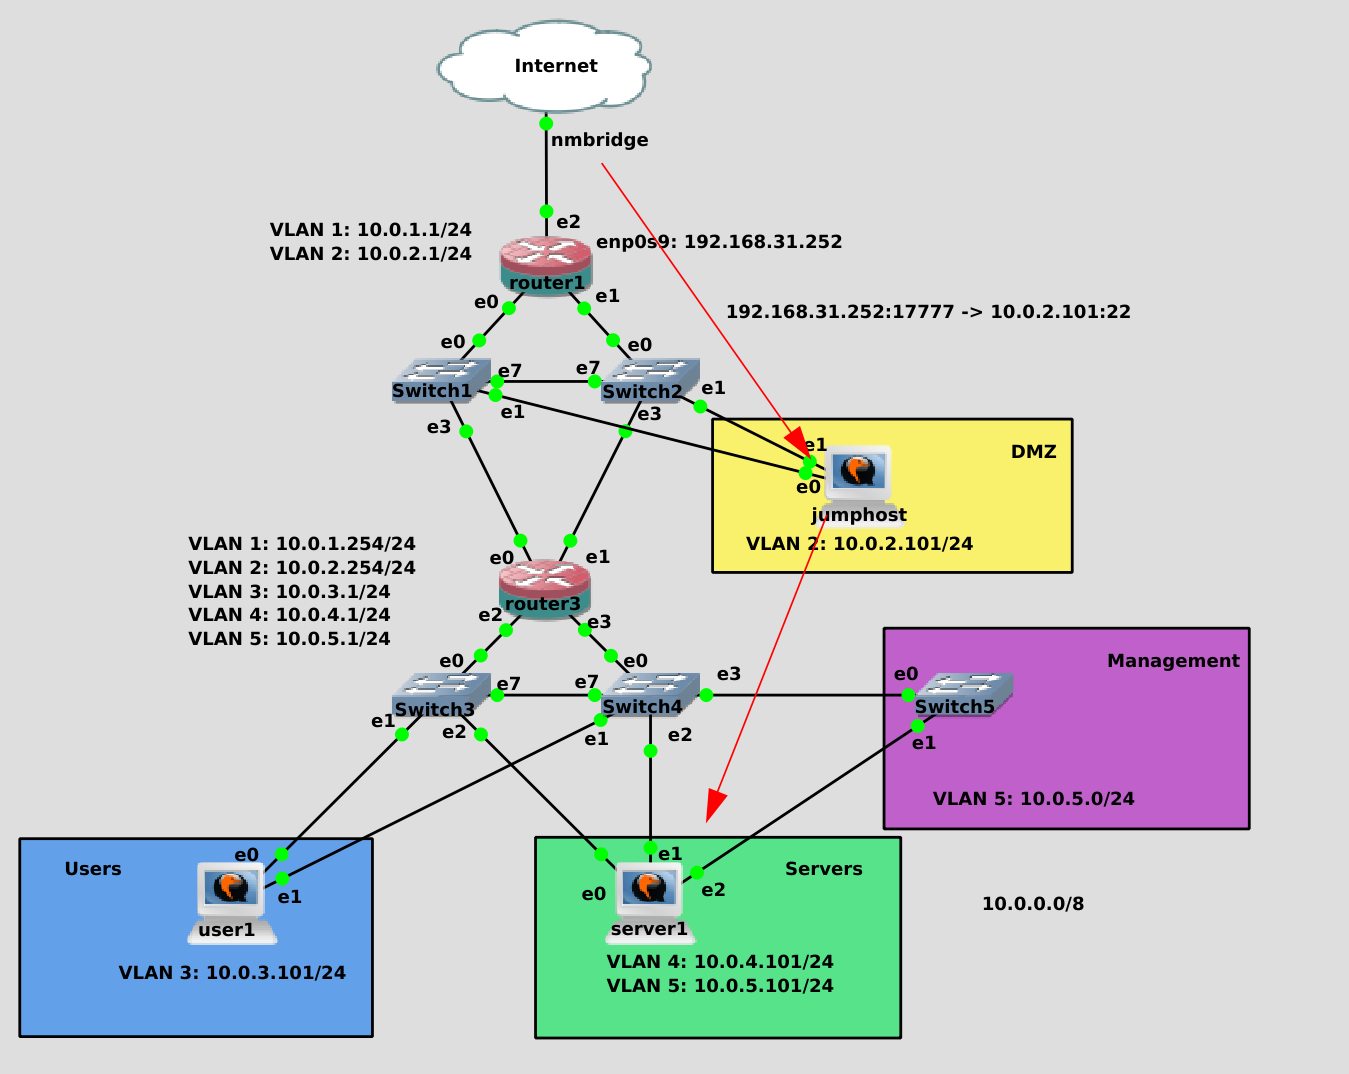 Internet
nmbridge
e2
VLAN 1: 10.0.1.1/24
VLAN 2: 10.0.2.1/24
enp0s9: 192.168.31.252
router1
e0
e1
192.168.31.252:17777 -> 10.0.2.101:22
e0
e0
e7
e7
Switch1
Switch2
e1
e1
e3
e3
e1
DMZ
e0
jumphost
VLAN 2: 10.0.2.101/24
VLAN 1: 10.0.1.254/24
VLAN 2: 10.0.2.254/24
VLAN 3: 10.0.3.1/24
VLAN 4: 10.0.4.1/24
VLAN 5: 10.0.5.1/24
e0
e1
router3
e2
e3
e0
e0
e7
e7
e3
Switch3
Switch4
e1
e2
e1
e2
Management
e0
Switch5
e1
VLAN 5: 10.0.5.0/24
Users
e0
e1
user1
VLAN 3: 10.0.3.101/24
Servers
e1
e0
e2
server1
VLAN 4: 10.0.4.101/24
VLAN 5: 10.0.5.101/24
10.0.0.0/8